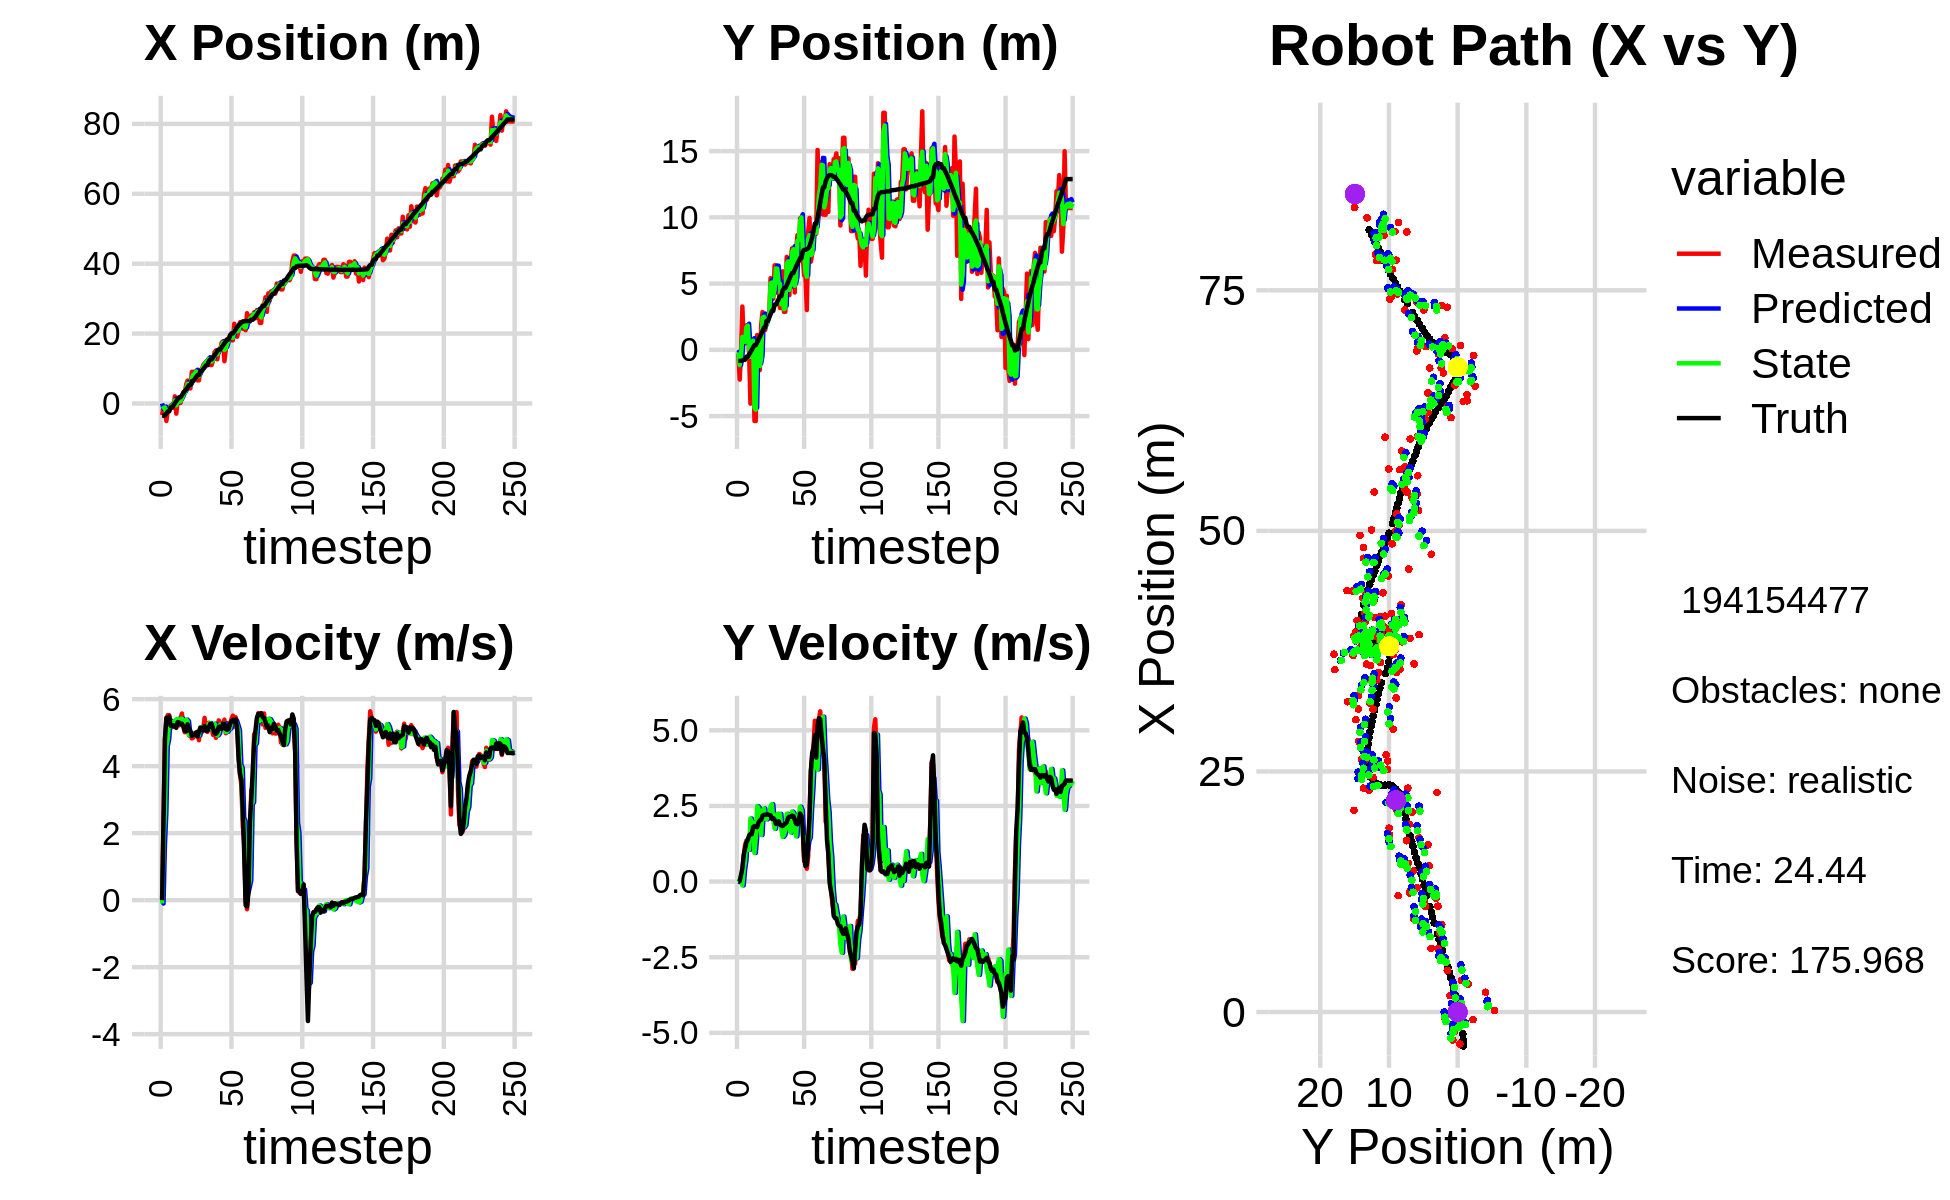 X Position (m)
80
60
40
20
0
0 50 100 150 200 250
timestep
Y Position (m)
15
10
5
0
-5
0 50 100 150 200 250
timestep
X Velocity (m/s)
6
4
2
0
-2
-4
0 50 100 150 200 250
timestep
Y Velocity (m/s)
5.0
2.5
0.0
-2.5
-5.0
0 50 100 150 200 250
timestep
Robot Path (X vs Y)
X Position (m)
75
50
25
0
20 10 0 -10 -20
Y Position (m)
variable
Measured
Predicted
State
Truth
194154477
Obstacles: none
Noise: realistic
Time: 24.44
Score: 175.968